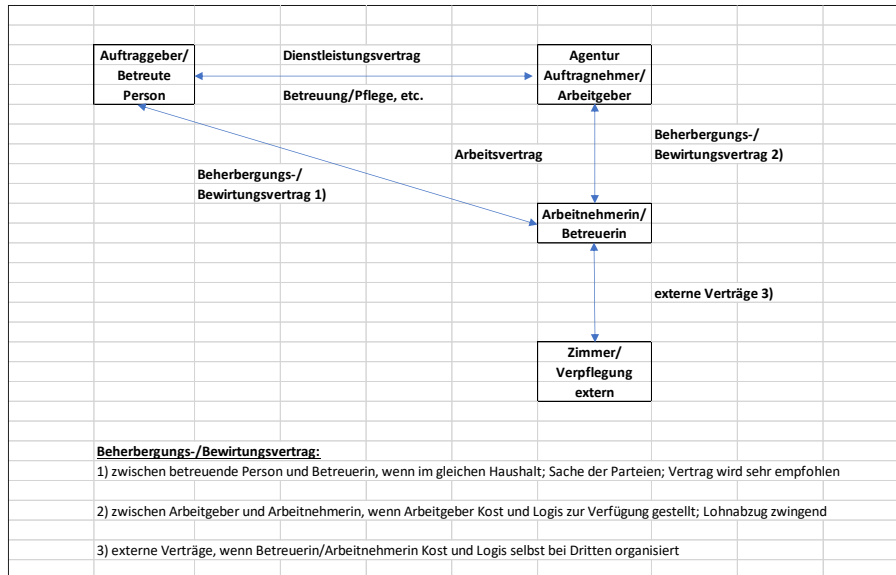 Auftraggeber/
Betreute
Person
Dienstleistungsvertrag
Betreuung/Pflege, etc.
Agentur
Auftragnehmer/
Arbeitgeber
Arbeitsvertrag
Beherbergungs-/
Bewirtungsvertrag 2)
Beherbergungs-/
Bewirtungsvertrag 1)
Arbeitnehmerin/
Betreuerin
externe Verträge 3)
Zimmer/
Verpflegung
extern
Beherbergungs-/Bewirtungsvertrag:
1) zwischen betreuende Person und Betreuerin, wenn im gleichen Haushalt; Sache der Parteien; Vertrag wird sehr empfohlen
2) zwischen Arbeitgeber und Arbeitnehmerin, wenn Arbeitgeber Kost und Logis zur Verfügung gestellt; Lohnabzug zwingend
3) externe Verträge, wenn Betreuerin/Arbeitnehmerin Kost und Logis selbst bei Dritten organisiert